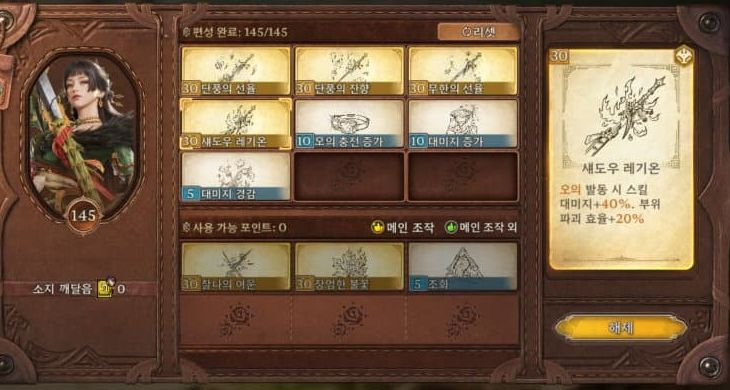 편성 완료: 145/145
리셋
30 단풍의 선율
30 단풍의 잔향
30 무한의 선율
30 섀도우 레기온
10 오의 충전 증가
10 대미지 증가
5 대미지 경감
사용 가능 포인트: 0
메인 조작
메인 조작 외
30 찰나의 여운
30 장엄한 불꽃
5 조화
145
소지 깨달음 0
30
섀도우 레기온
오의 발동 시 스킬
대미지+40%. 부위
파괴 효율+20%
해제